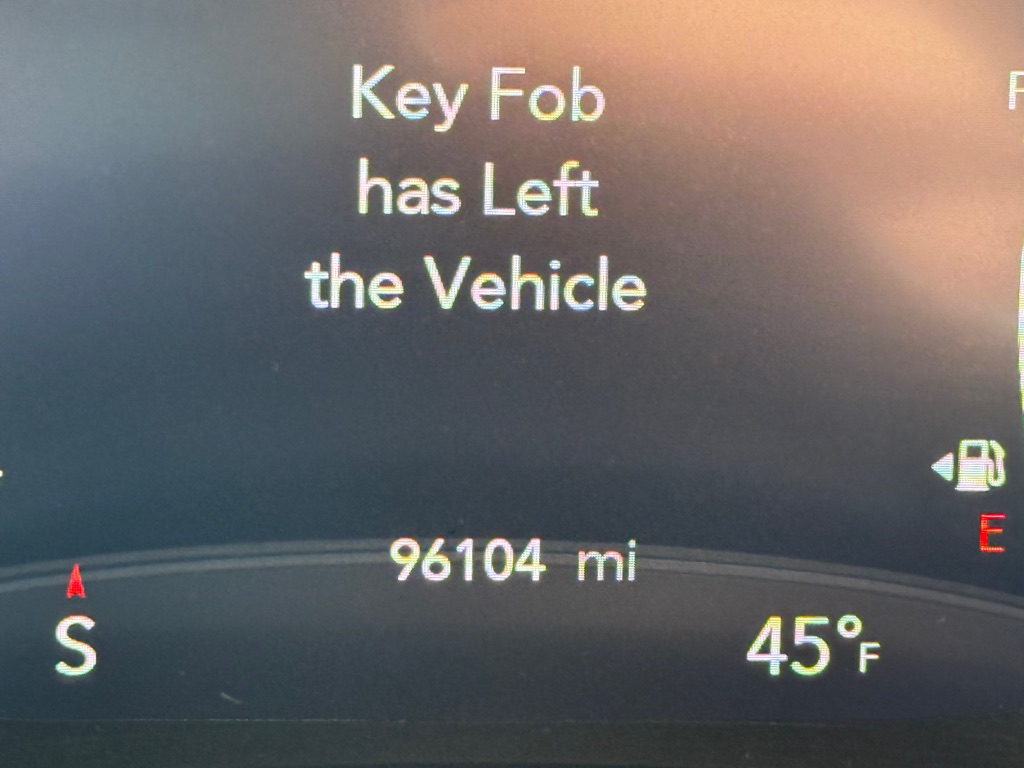 Key Fob
has Left
the Vehicle
F
E
96104 mi
S
45°F